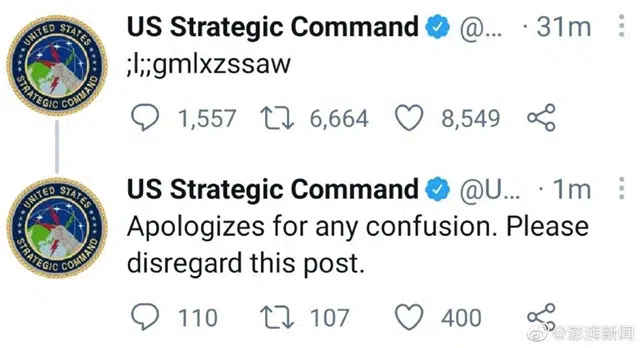 US Strategic Command @... · 31m
;l;;gmlxzssaw
1,557 6,664 8,549
UNITED STATES
STRATEGIC COMMAND
US Strategic Command @U... · 1m
Apologizes for any confusion. Please
disregard this post.
110 107 400
UNITED STATES
STRATEGIC COMMAND
@澎湃新闻